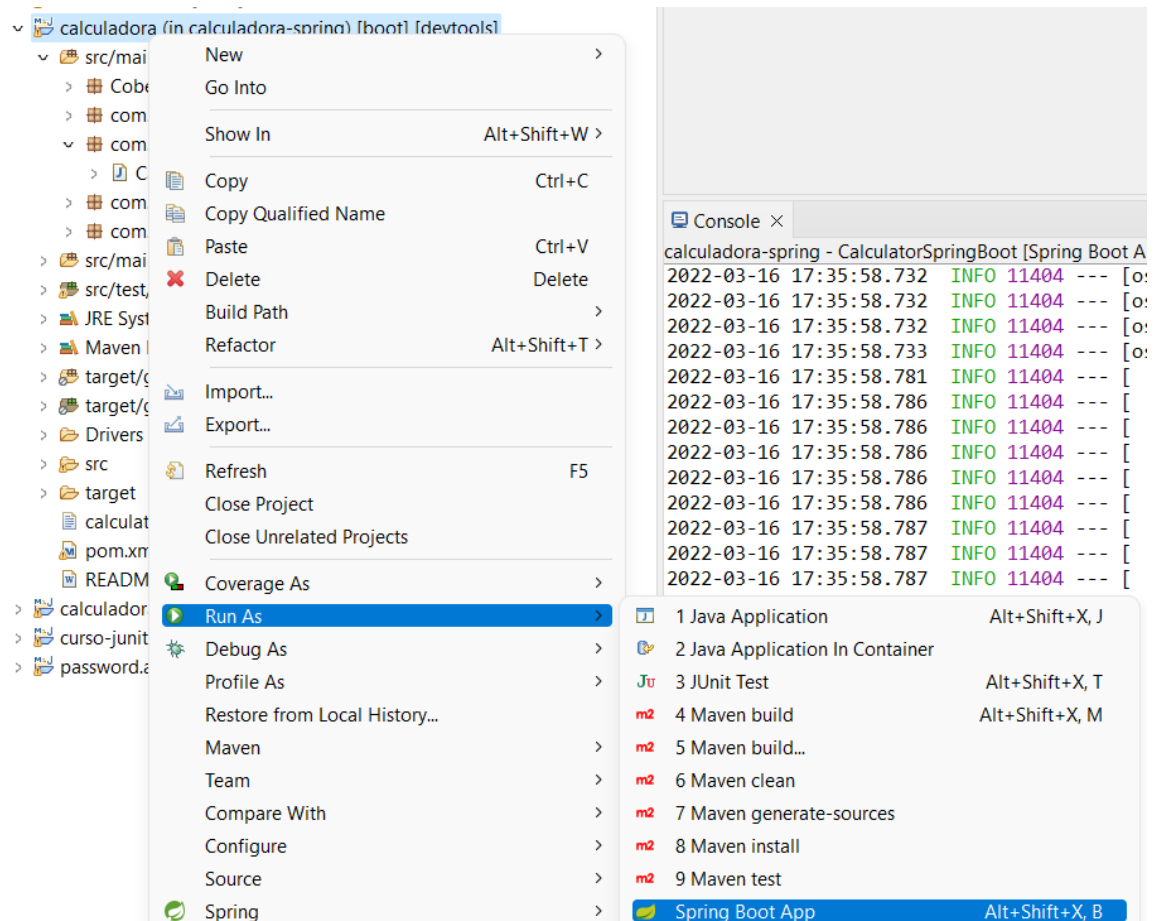 calculadora (in calculadora-spring) [boot] [devtools]
src/mai
Cobe
com
com
C
com
com
src/mai
src/test,
JRE Syst
Maven
target/g
target/g
Drivers
src
target
calculat
pom.xm
READM
calculador
curso-junit
password.a
New
Go Into
Show In Alt+Shift+W >
Copy Ctrl+C
Copy Qualified Name
Paste Ctrl+V
Delete Delete
Build Path
Refactor Alt+Shift+T >
Import...
Export...
Refresh F5
Close Project
Close Unrelated Projects
Coverage As
Run As
Debug As
Profile As
Restore from Local History...
Maven
Team
Compare With
Configure
Source
Spring
1 Java Application Alt+Shift+X, J
2 Java Application In Container
JU 3 JUnit Test Alt+Shift+X, T
m2 4 Maven build Alt+Shift+X, M
m2 5 Maven build...
m2 6 Maven clean
m2 7 Maven generate-sources
m2 8 Maven install
m2 9 Maven test
Spring Boot App Alt+Shift+X, B
Console ×
calculadora-spring - CalculatorSpringBoot [Spring Boot A
2022-03-16 17:35:58.732 INFO 11404 --- [os
2022-03-16 17:35:58.732 INFO 11404 --- [os
2022-03-16 17:35:58.732 INFO 11404 --- [os
2022-03-16 17:35:58.733 INFO 11404 --- [os
2022-03-16 17:35:58.781 INFO 11404 --- [
2022-03-16 17:35:58.786 INFO 11404 --- [
2022-03-16 17:35:58.786 INFO 11404 --- [
2022-03-16 17:35:58.786 INFO 11404 --- [
2022-03-16 17:35:58.786 INFO 11404 --- [
2022-03-16 17:35:58.786 INFO 11404 --- [
2022-03-16 17:35:58.787 INFO 11404 --- [
2022-03-16 17:35:58.787 INFO 11404 --- [
2022-03-16 17:35:58.787 INFO 11404 --- [